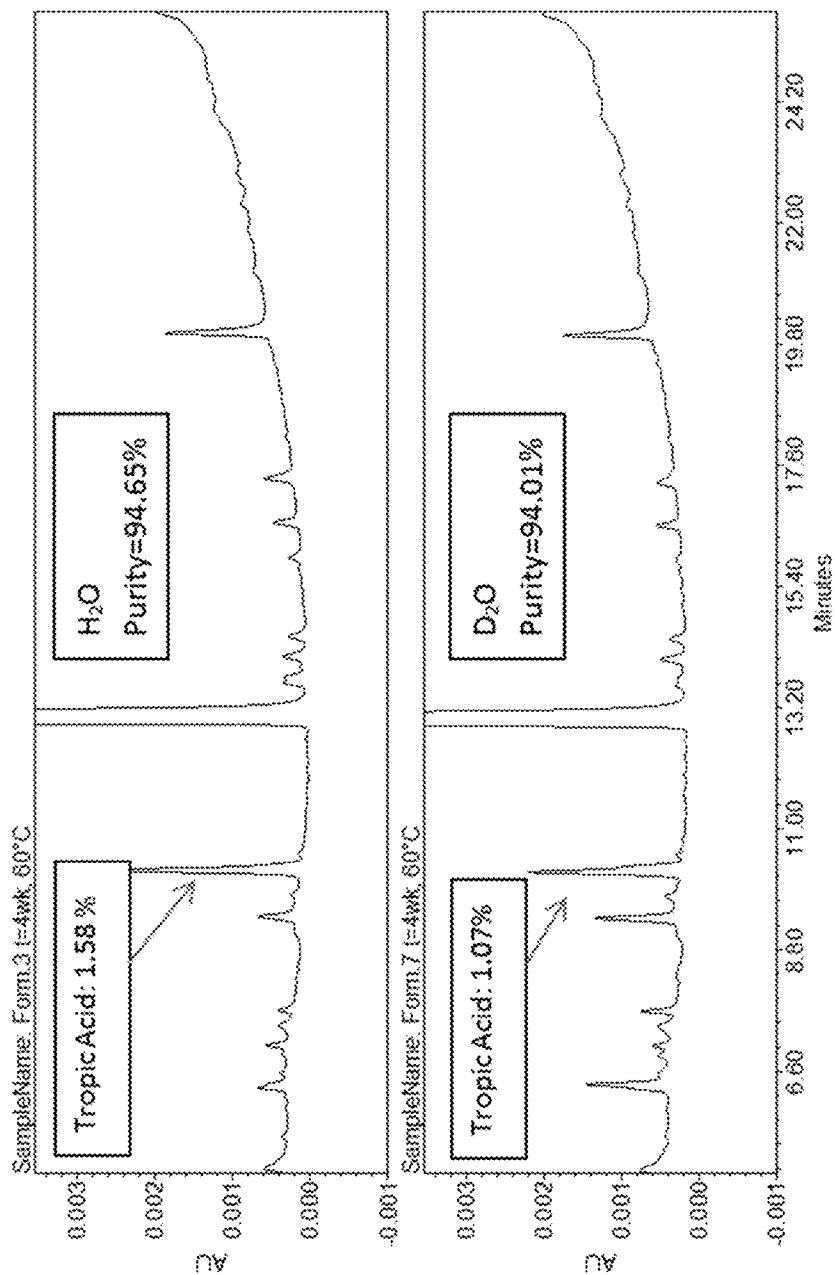 SampleName: Form.3 t=4wk, 60°C
Tropic Acid: 1.58 %
H₂O
Purity=94.65%
AU
0.003
0.002
0.001
0.000
-0.001
SampleName: Form.7 t=4wk, 60°C
Tropic Acid: 1.07%
D₂O
Purity=94.01%
AU
0.003
0.002
0.001
0.000
-0.001
6.60 8.80 11.00 13.20 15.40 17.60 19.80 22.00 24.20
Minutes